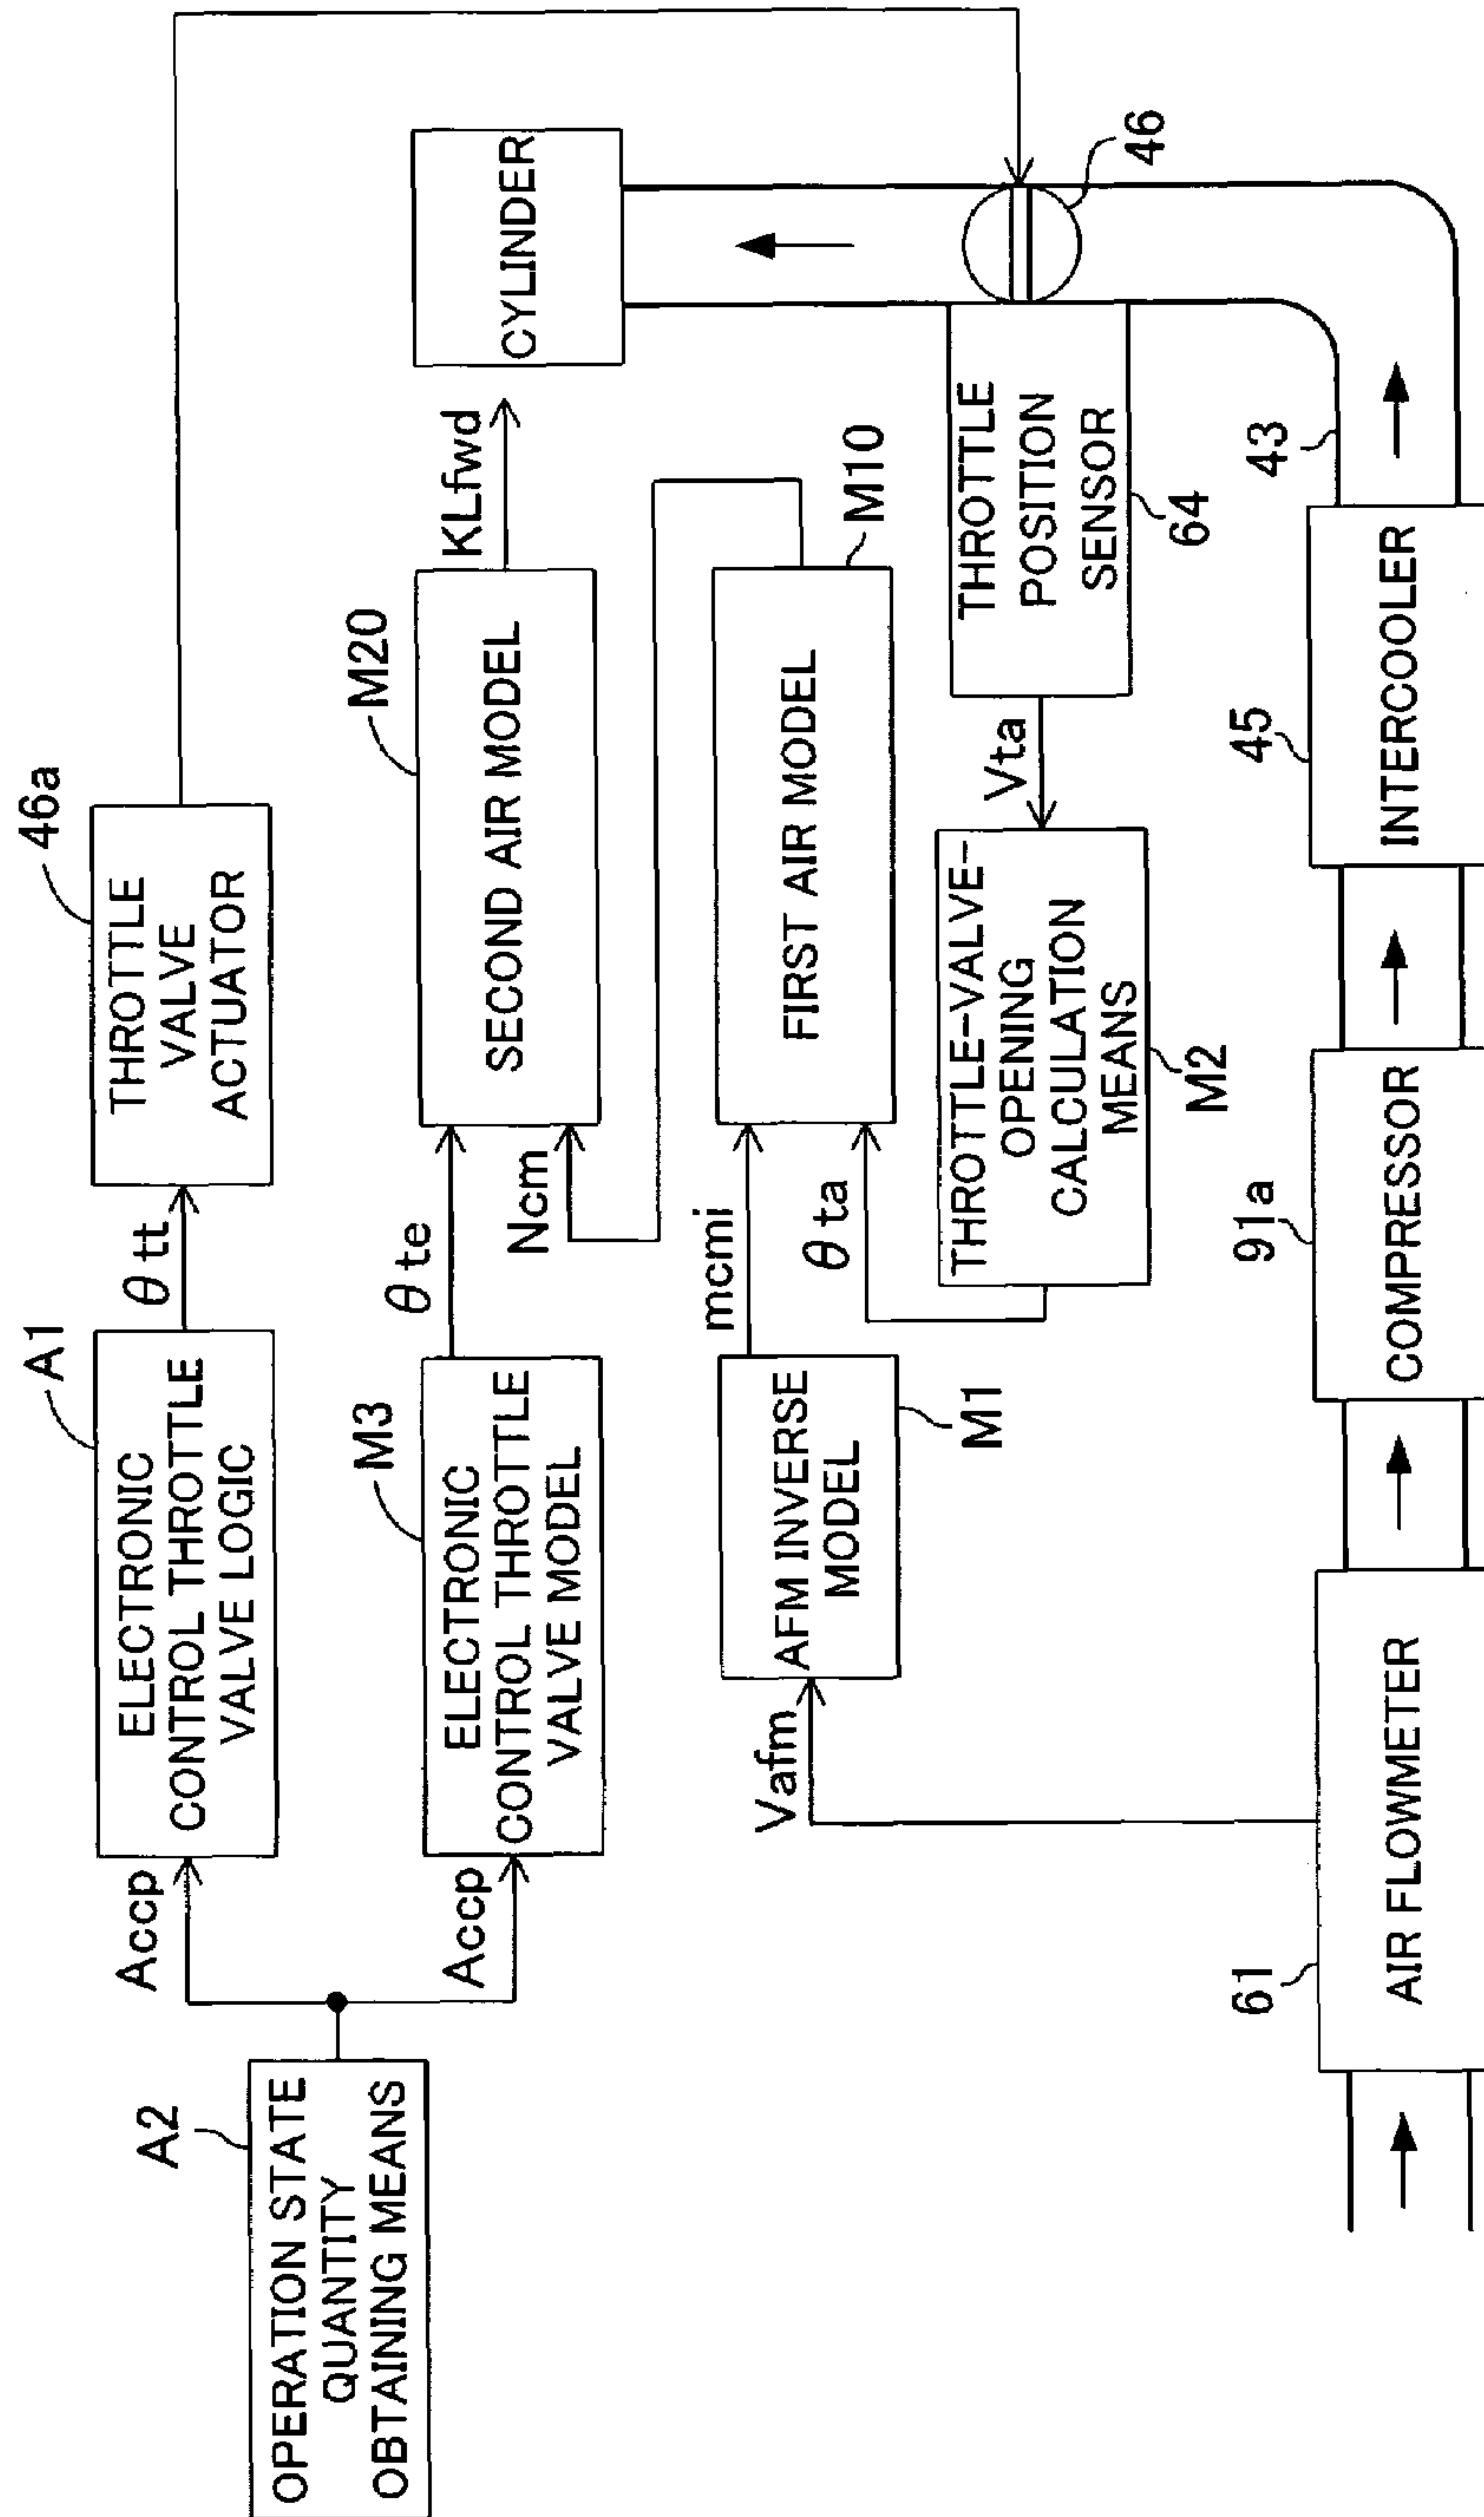 A2
OPERATION STATE
QUANTITY
OBTAINING MEANS
Accp
Accp
A1
ELECTRONIC
CONTROL THROTTLE
VALVE LOGIC
θ tt
46a
THROTTLE
VALVE
ACTUATOR
M3
ELECTRONIC
CONTROL THROTTLE
VALVE MODEL
θ te
Ncm
M20
SECOND AIR MODEL
KLfwd
CYLINDER
Vafm
AFM INVERSE
MODEL
M1
mcmi
θ ta
FIRST AIR MODEL
M10
THROTTLE-VALVE-
OPENING
CALCULATION
MEANS
M2
Vta
THROTTLE
POSITION
SENSOR
64
46
61
AIR FLOWMETER
91a
COMPRESSOR
45
INTERCOOLER
43